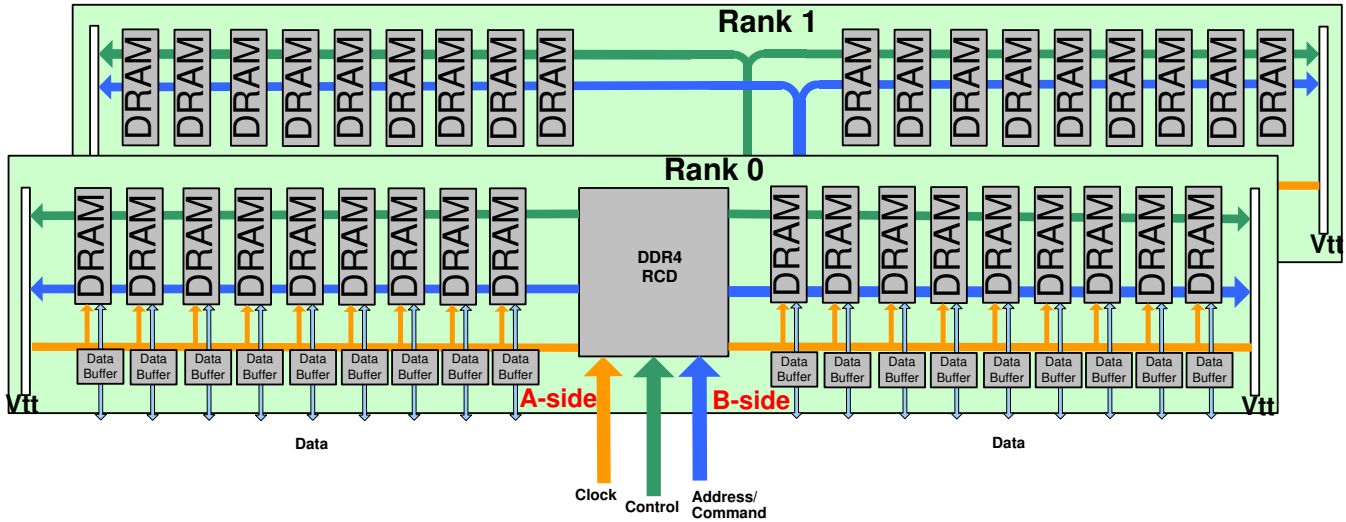 Rank 1
DRAM DRAM DRAM DRAM DRAM DRAM DRAM DRAM DRAM DRAM DRAM DRAM DRAM DRAM DRAM DRAM DRAM DRAM
Vtt
Rank 0
DRAM DRAM DRAM DRAM DRAM DRAM DRAM DRAM DRAM DRAM DRAM DRAM DRAM DRAM DRAM DRAM DRAM DRAM
DDR4
RCD
Data Data Data Data Data Data Data Data Data Data Data Data Data Data Data Data Data Data
Buffer Buffer Buffer Buffer Buffer Buffer Buffer Buffer Buffer Buffer Buffer Buffer Buffer Buffer Buffer Buffer Buffer Buffer
Vtt A-side B-side Vtt
Data Data
Clock
Control
Address/
Command